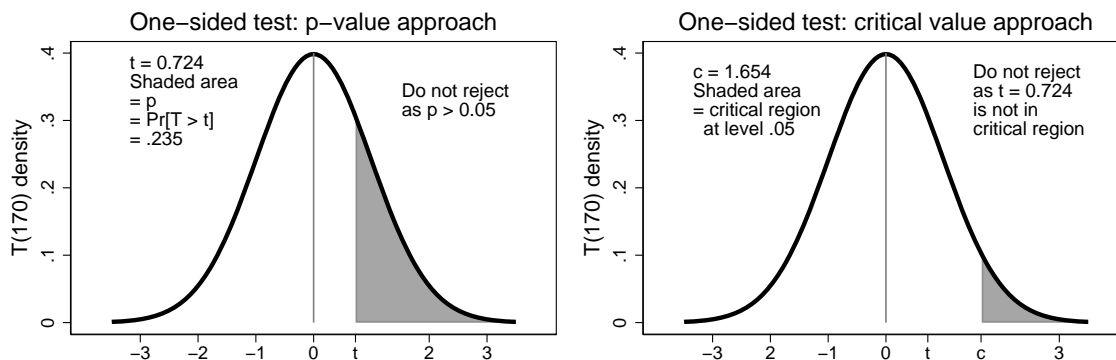 One−sided test: p−value approach
T(170) density
.4
.3
.2
.1
0
t = 0.724
Shaded area
= p
= Pr[T > t]
= .235
Do not reject
as p > 0.05
−3 −2 −1 0 t 2 3
One−sided test: critical value approach
T(170) density
.4
.3
.2
.1
0
c = 1.654
Shaded area
= critical region
at level .05
Do not reject
as t = 0.724
is not in
critical region
−3 2 −1 0 t c 3